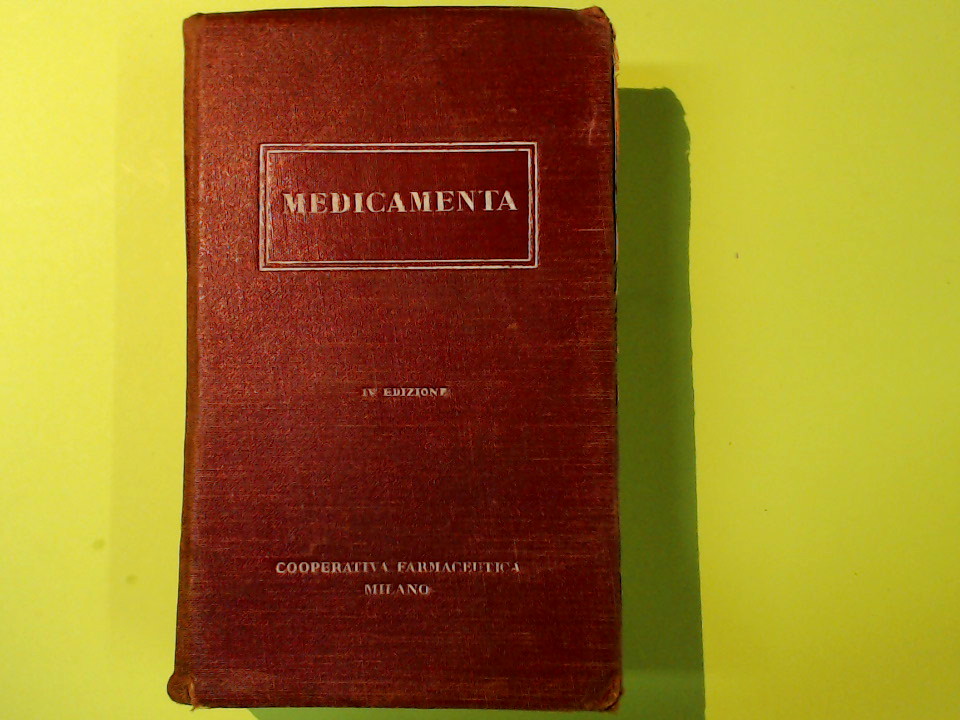 MEDICAMENTA
IV EDIZIONE
COOPERATIVA FARMACEUTICA
MILANO